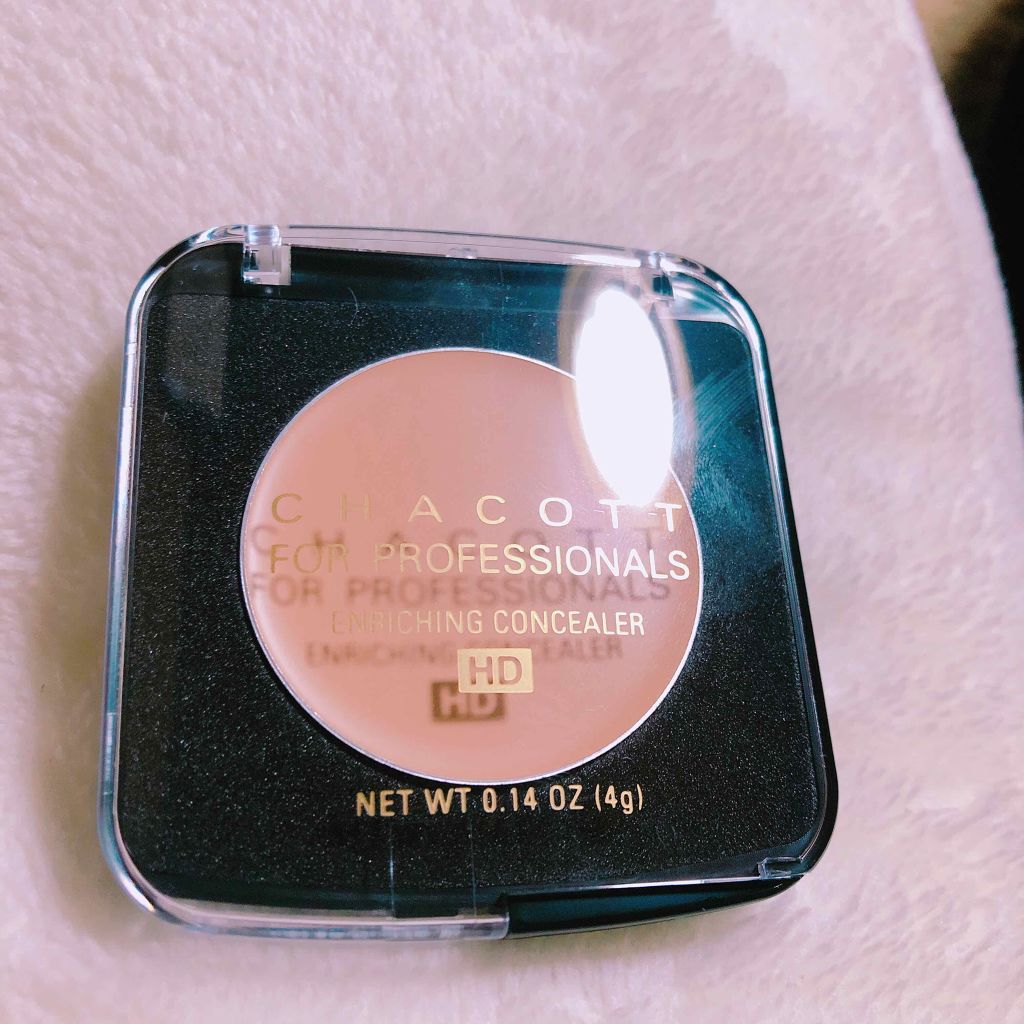 CHACOTT
FOR PROFESSIONALS
ENRICHING CONCEALER
HD
NET WT 0.14 OZ (4g)